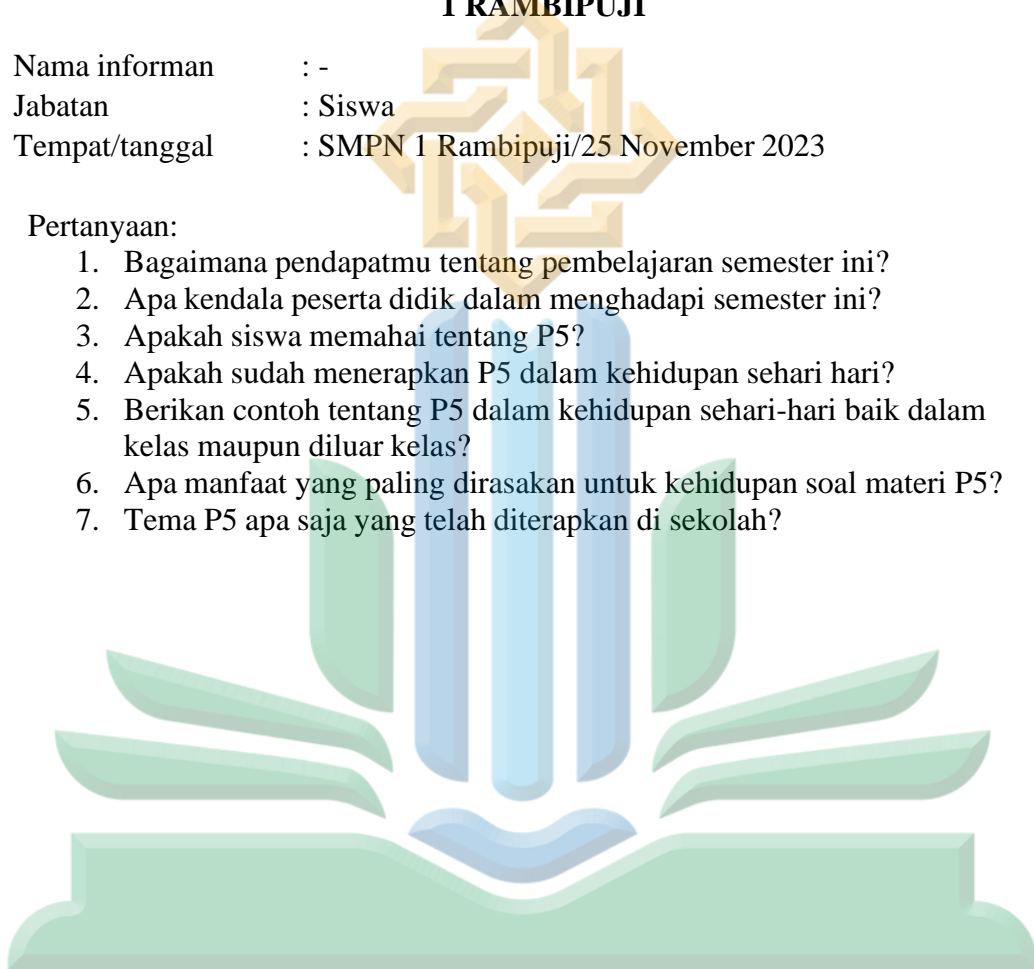 1 RAMBIPUJI
Nama informan : -
Jabatan : Siswa
Tempat/tanggal : SMPN 1 Rambipuji/25 November 2023
Pertanyaan:
1. Bagaimana pendapatmu tentang pembelajaran semester ini?
2. Apa kendala peserta didik dalam menghadapi semester ini?
3. Apakah siswa memahai tentang P5?
4. Apakah sudah menerapkan P5 dalam kehidupan sehari hari?
5. Berikan contoh tentang P5 dalam kehidupan sehari-hari baik dalam
kelas maupun diluar kelas?
6. Apa manfaat yang paling dirasakan untuk kehidupan soal materi P5?
7. Tema P5 apa saja yang telah diterapkan di sekolah?